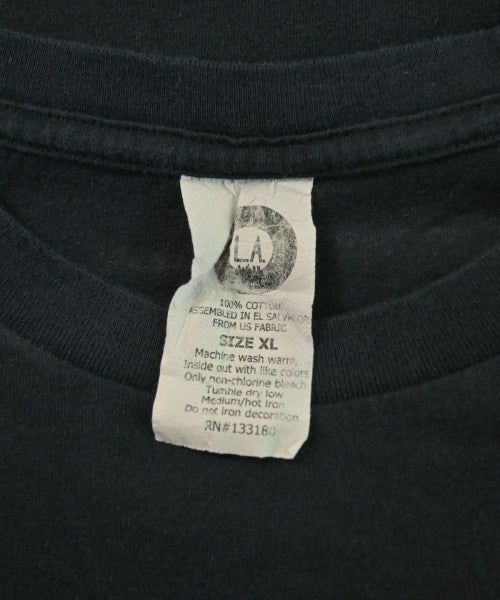 L.A.
100% COTTON
ASSEMBLED IN EL SALVADOR
FROM US FABRIC
SIZE XL
Machine wash warm,
Inside out with like colors
Only non-chlorine bleach
Tumble dry low
Medium/hot iron
Do not iron decoration
RN#133180